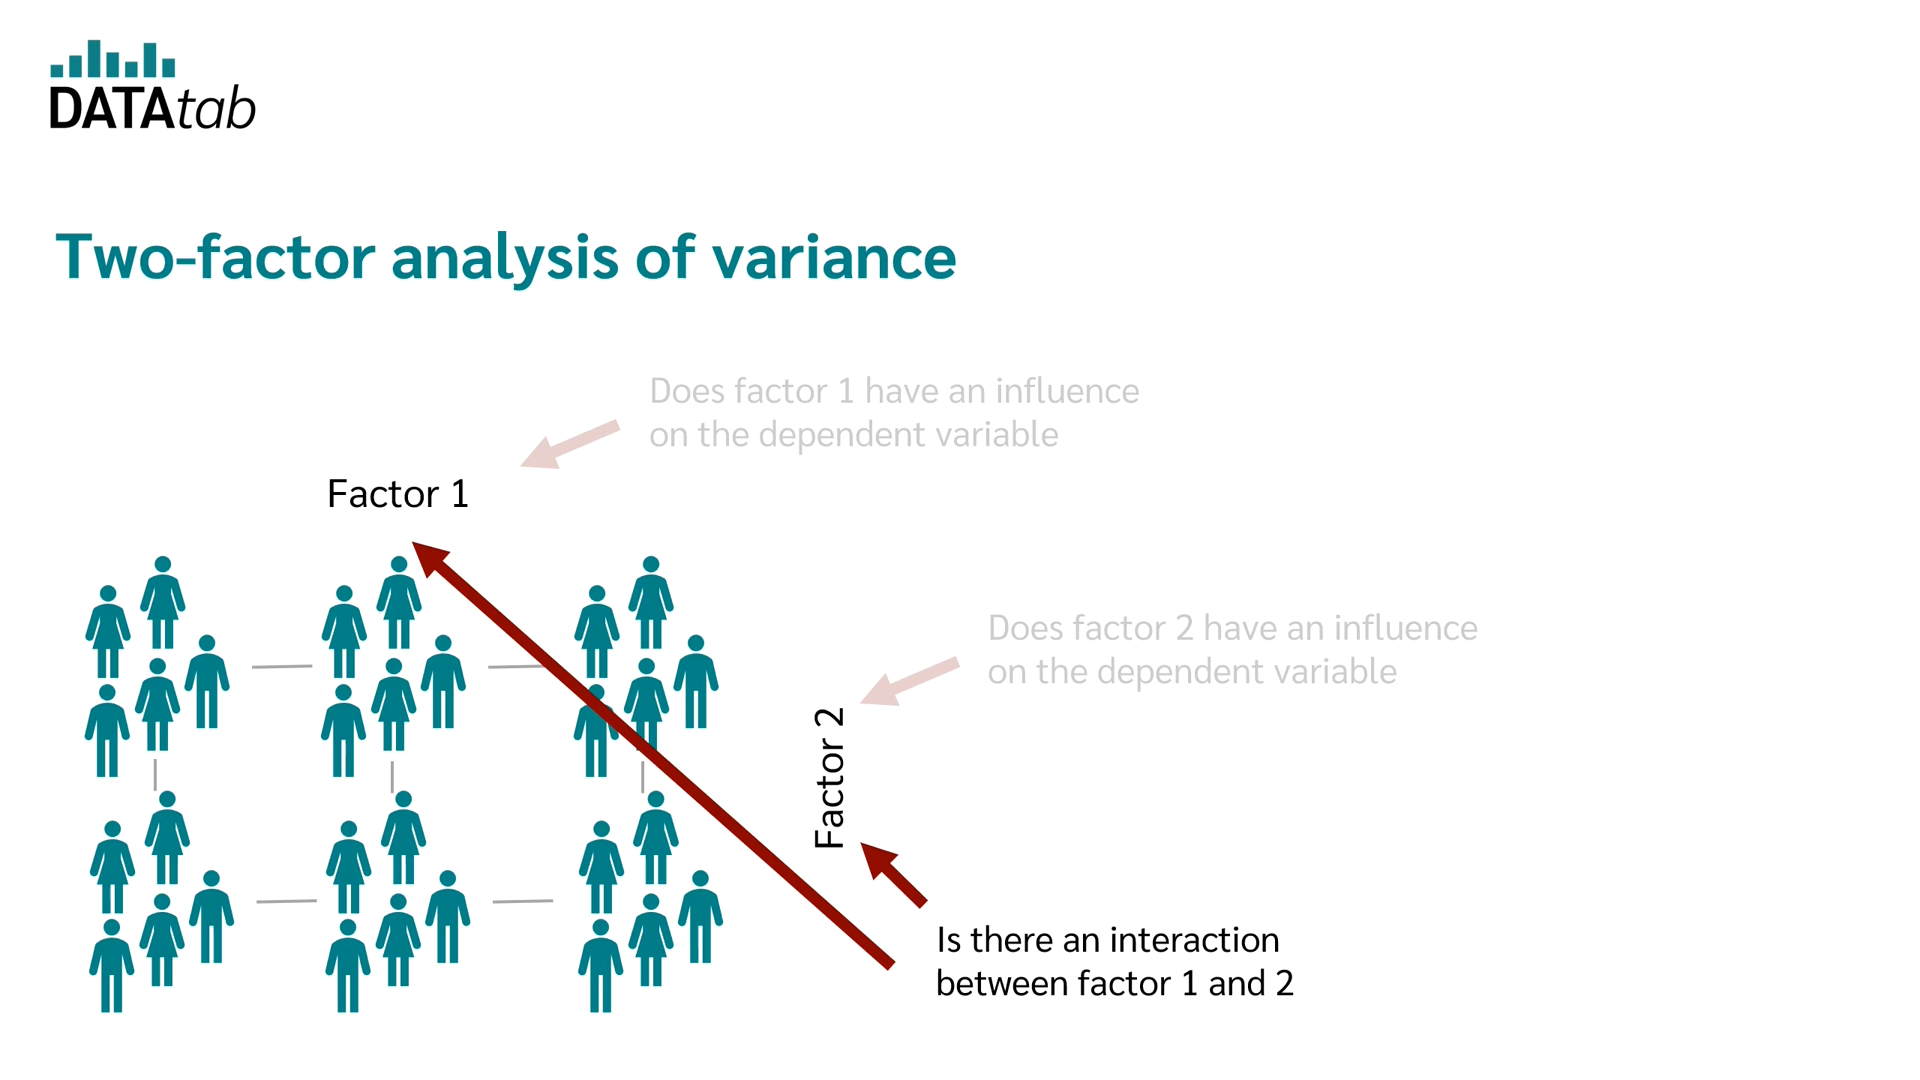 DATAtab
Two-factor analysis of variance
Does factor 1 have an influence
on the dependent variable
Factor 1
Does factor 2 have an influence
on the dependent variable
Factor 2
Is there an interaction
between factor 1 and 2